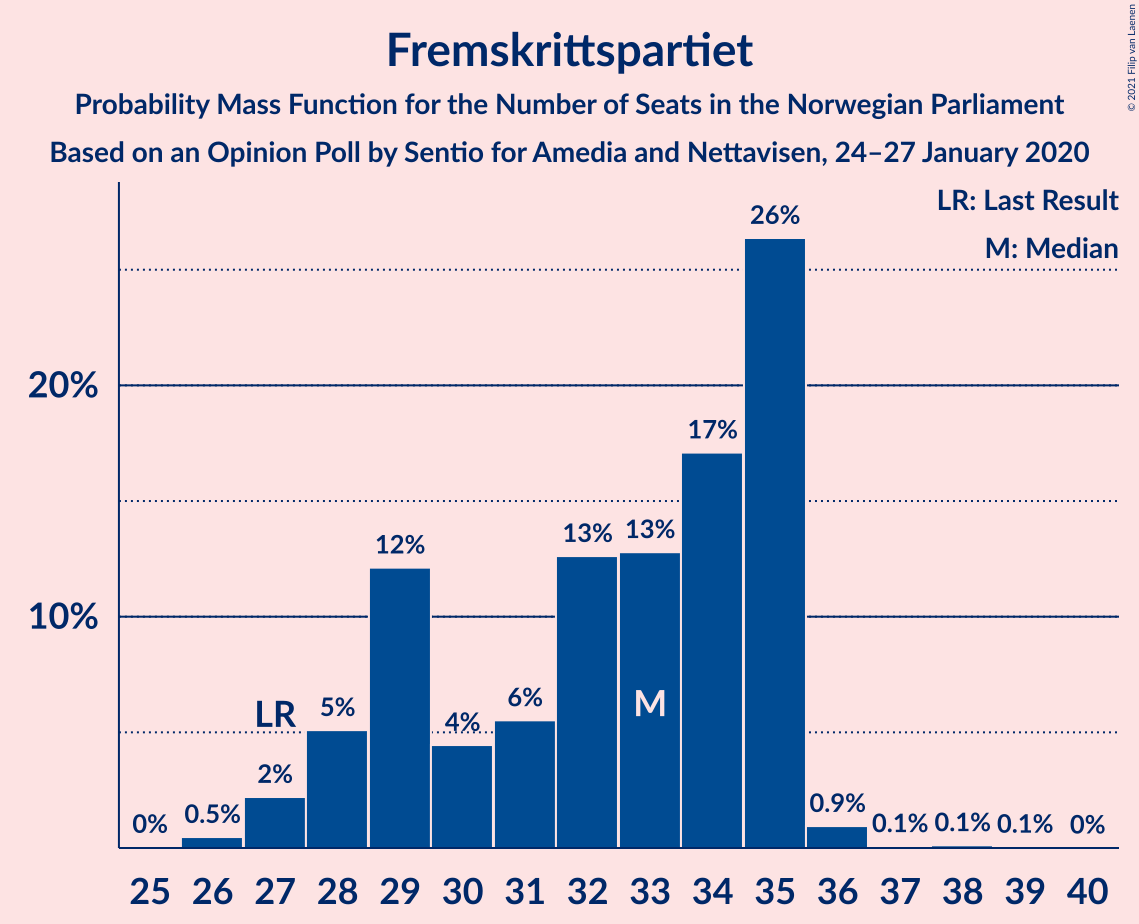 Fremskrittspartiet
Probability Mass Function for the Number of Seats in the Norwegian Parliament
Based on an Opinion Poll by Sentio for Amedia and Nettavisen, 24–27 January 2020
© 2021 Filip van Laenen
LR: Last Result
M: Median
20%
10%
0%
0.5%
2%
LR
5%
12%
4%
6%
13%
13%
M
17%
26%
0.9%
0.1%
0.1%
0.1%
0%
25 26 27 28 29 30 31 32 33 34 35 36 37 38 39 40